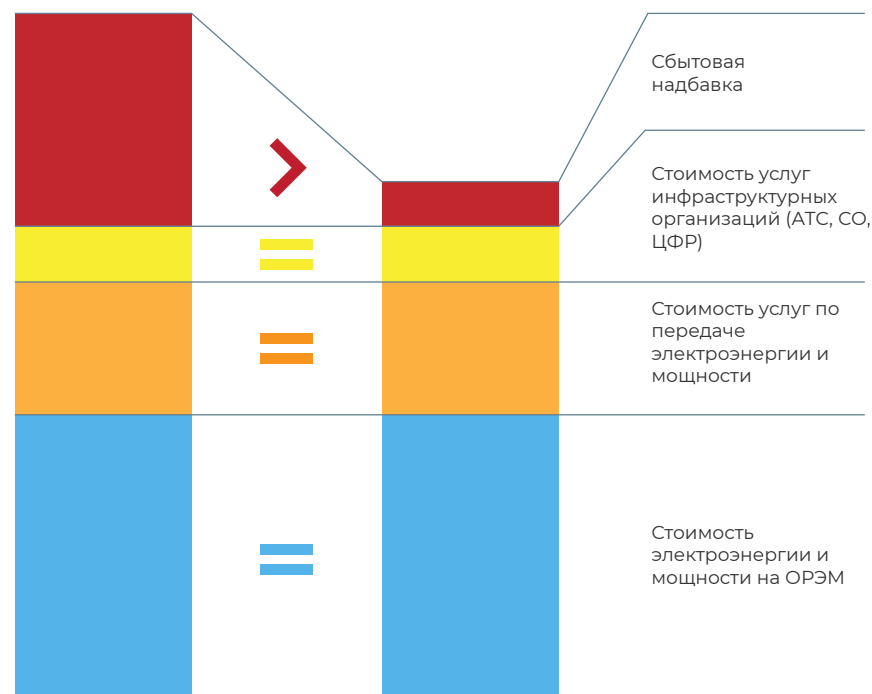 Сбытовая
надбавка
Стоимость услуг
инфраструктурных
организаций (АТС, СО,
ЦФР)
Стоимость услуг по
передаче
электроэнергии и
мощности
Стоимость
электроэнергии и
мощности на ОРЭМ